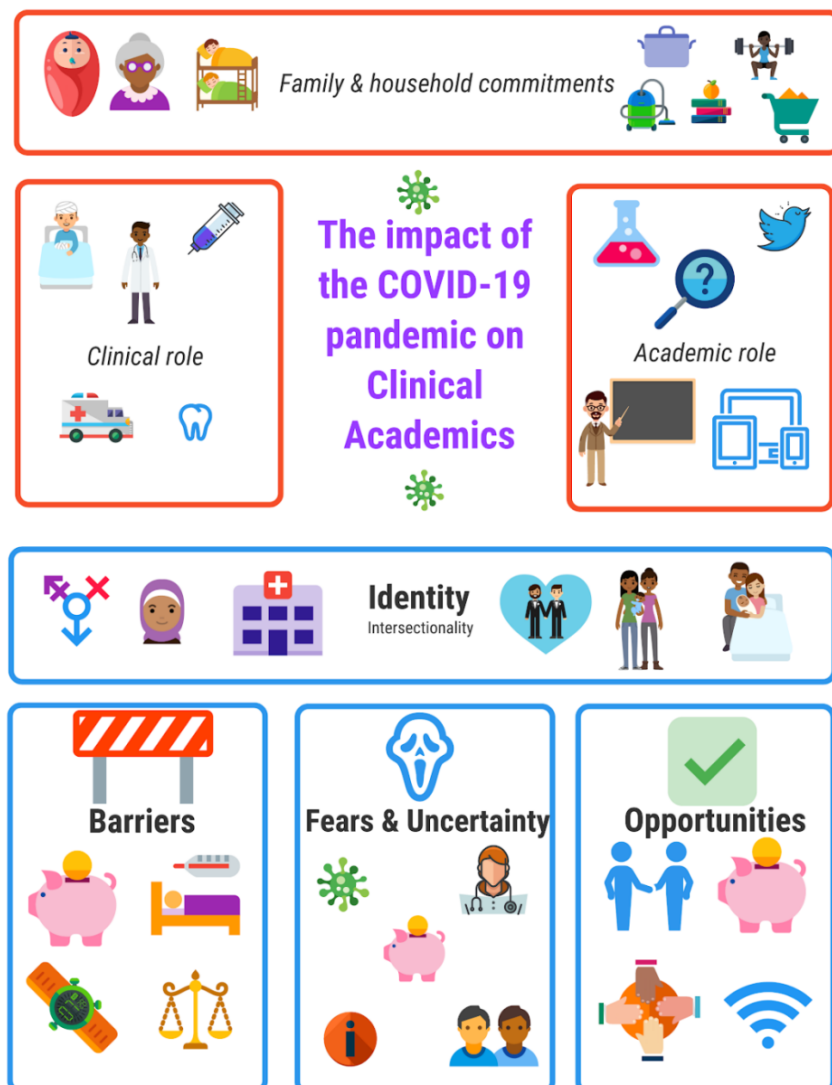 Family & household commitments
The impact of
the COVID-19
pandemic on
Clinical
Academics
Clinical role
Academic role
?
Identity
Intersectionality
Barriers
Fears & Uncertainty
Opportunities
i